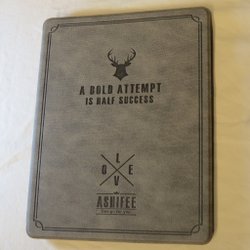 A BOLD ATTEMPT
IS HALF SUCCESS
L
O E
V
ASHIFEE